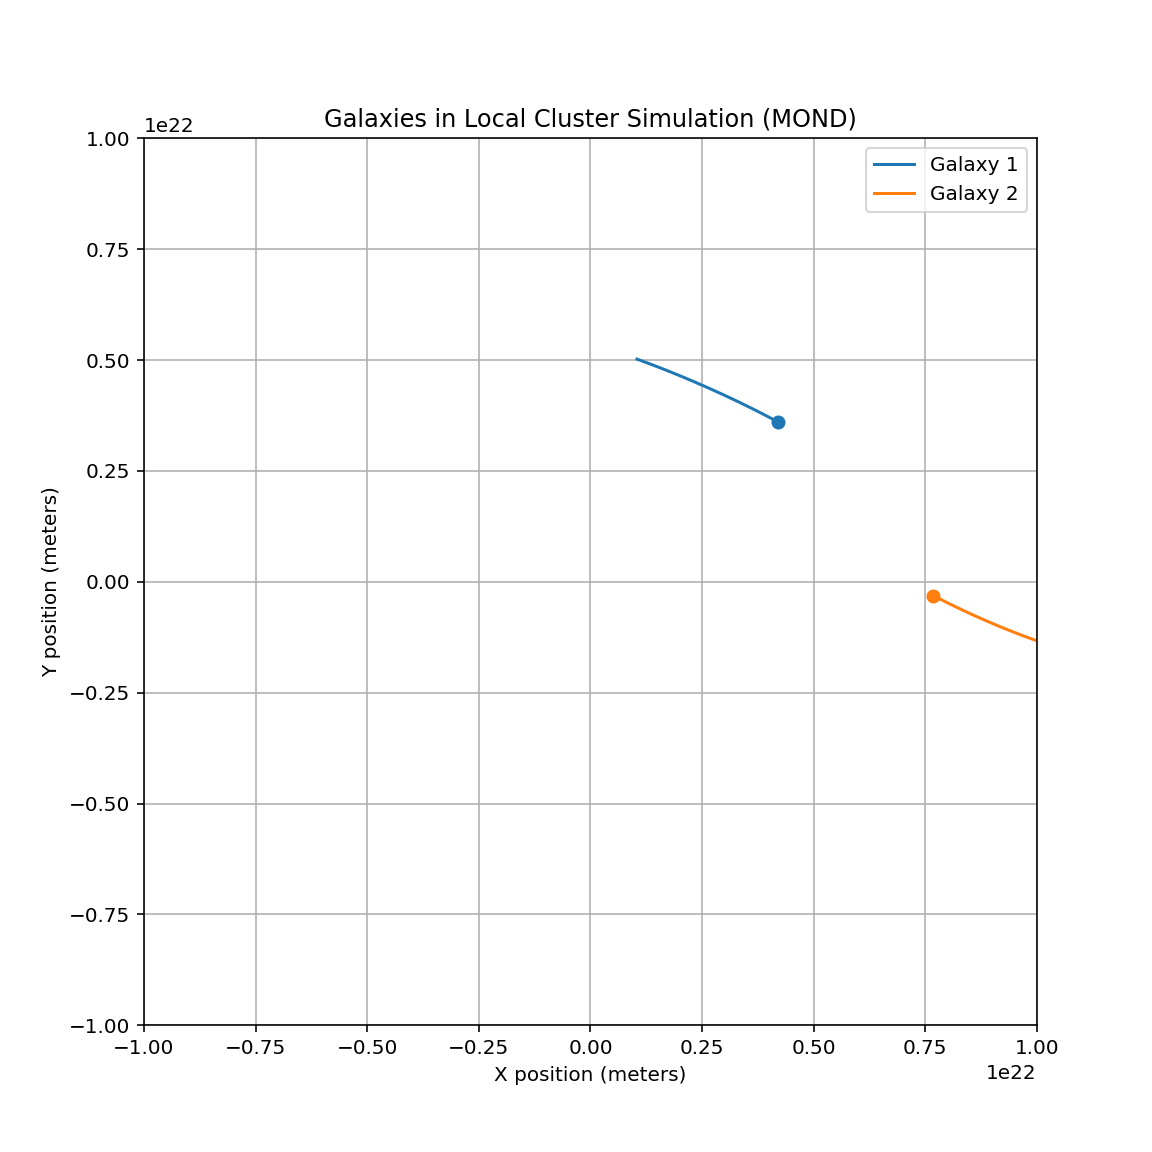 Galaxies in Local Cluster Simulation (MOND)
1e22
1.00
0.75
0.50
0.25
0.00
−0.25
−0.50
−0.75
−1.00
Y position (meters)
Galaxy 1
Galaxy 2
−1.00 −0.75 −0.50 −0.25 0.00 0.25 0.50 0.75 1.00
X position (meters)
1e22